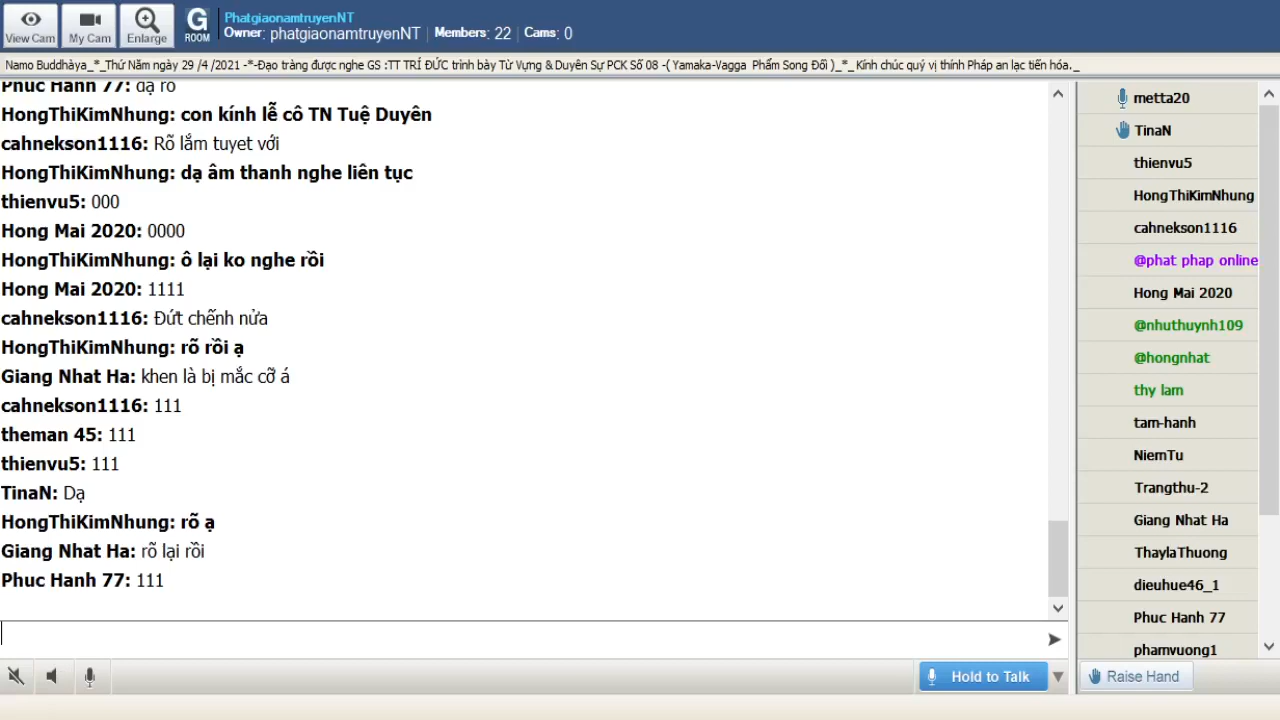 View Cam
My Cam
Enlarge
G
ROOM
PhatgiaonamtruyenNT
Owner: phatgiaonamtruyenNT Members: 22 Cams: 0
Namo Buddhàya_*_Thứ Năm ngày 29 /4 /2021 -*-Đạo tràng được nghe GS :TT TRÍ ĐỨC trình bày Từ Vựng & Duyên Sự PCK Số 08 -( Yamaka-Vagga Phẩm Song Đối )_*_ Kính chúc quý vị thính Pháp an lạc tiến hóa._
Phuc Hanh 77: dạ rõ
HongThiKimNhung: con kính lễ cô TN Tuệ Duyên
cahnekson1116: Rõ lắm tuyet với
HongThiKimNhung: dạ âm thanh nghe liên tục
thienvu5: 000
Hong Mai 2020: 0000
HongThiKimNhung: ô lại ko nghe rồi
Hong Mai 2020: 1111
cahnekson1116: Đứt chếnh nửa
HongThiKimNhung: rõ rồi ạ
Giang Nhat Ha: khen là bị mắc cỡ á
cahnekson1116: 111
theman 45: 111
thienvu5: 111
TinaN: Dạ
HongThiKimNhung: rõ ạ
Giang Nhat Ha: rõ lại rồi
Phuc Hanh 77: 111
Hold to Talk
metta20
TinaN
thienvu5
HongThiKimNhung
cahnekson1116
@phat phap online
Hong Mai 2020
@nhuthuynh109
@hongnhat
thy lam
tam-hanh
NiemTu
Trangthu-2
Giang Nhat Ha
ThaylaThuong
dieuhue46_1
Phuc Hanh 77
phamvuong1
Raise Hand